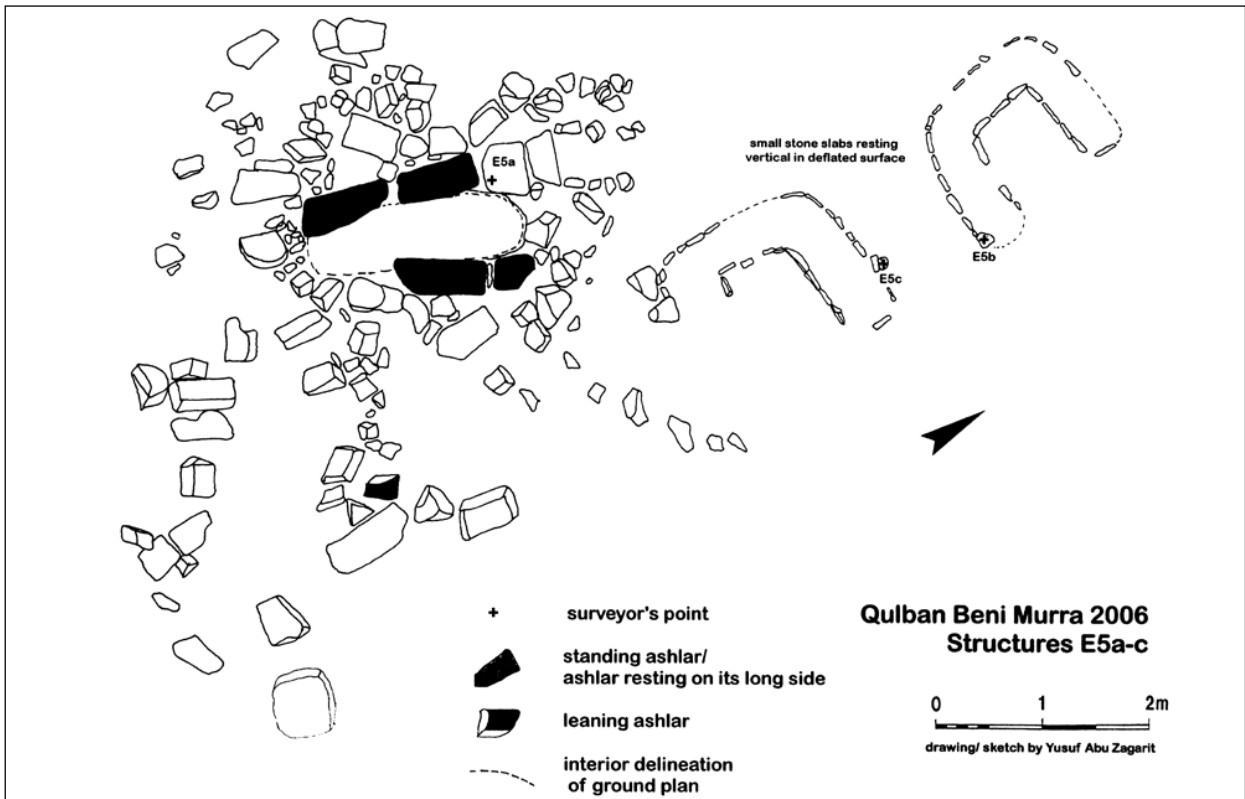 E5a
small stone slabs resting
vertical in deflated surface
E5c
E5b
surveyor's point
standing ashlar/
ashlar resting on its long side
leaning ashlar
interior delineation
of ground plan
Qulban Beni Murra 2006
Structures E5a-c
0 1 2m
drawing/ sketch by Yusuf Abu Zagarit